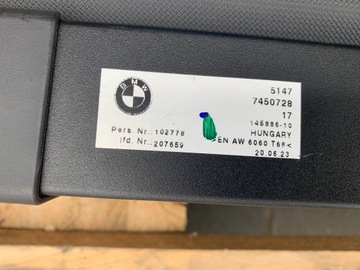 BMW
5147
7450728
17
145886-10
Pers. Nr.: 102778
HUNGARY
lfd. Nr.: 207659
EN AW 6060 T66<
20.06.23